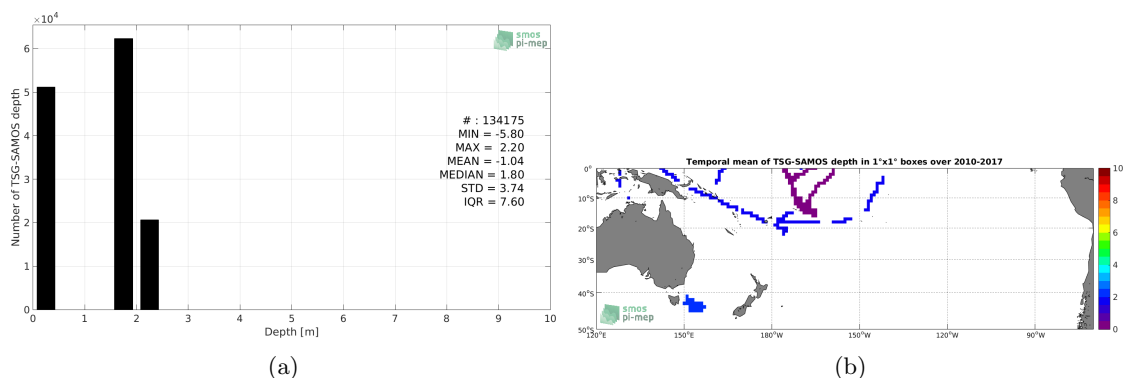 ×10⁴
6
5
4
3
2
1
0
Number of TSG-SAMOS depth
0 1 2 3 4 5 6 7 8 9 10
Depth [m]
smos
pi-mep
# : 134175
MIN = -5.80
MAX = 2.20
MEAN = -1.04
MEDIAN = 1.80
STD = 3.74
IQR = 7.60
(a)
Temporal mean of TSG-SAMOS depth in 1°x1° boxes over 2010-2017
0°
10°S
20°S
30°S
40°S
50°S
120°E 150°E 180°W 150°W 120°W 90°W
smos
pi-mep
10
8
6
4
2
0
(b)